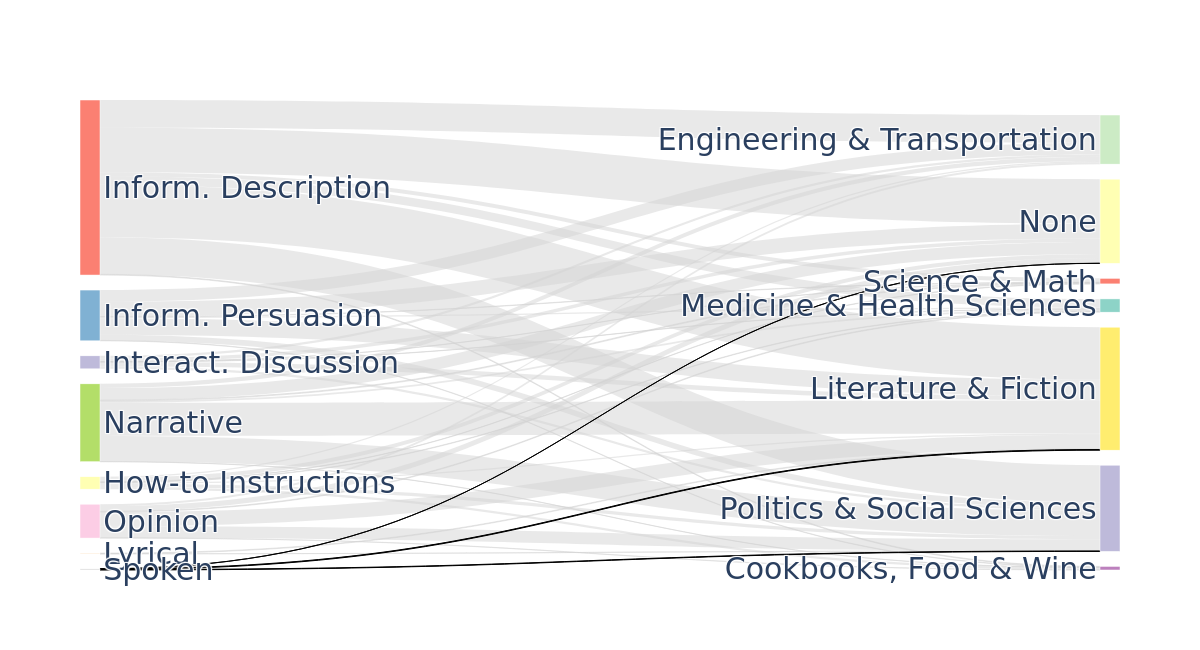 Inform. Description
Inform. Persuasion
Interact. Discussion
Narrative
How-to Instructions
Opinion
Lyrical
Spoken
Engineering & Transportation
None
Science & Math
Medicine & Health Sciences
Literature & Fiction
Politics & Social Sciences
Cookbooks, Food & Wine